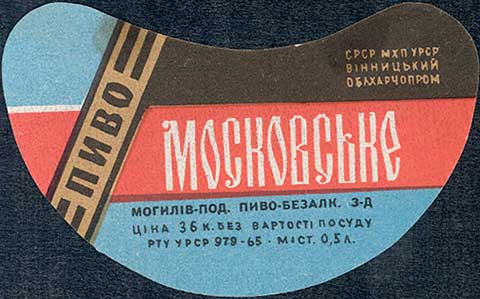 ПИВО
СРСР МХП УРСР
ВІННИЦЬКИЙ
ОБЛХАРЧОПРОМ
МОСКОВСЬКЕ
МОГИЛІВ-ПОД. ПИВО-БЕЗАЛК. З-Д
ЦІНА 36 К. БЕЗ ВАРТОСТІ ПОСУДУ
РТУ УРСР 979-65 · МІСТ. 0,5 Л.